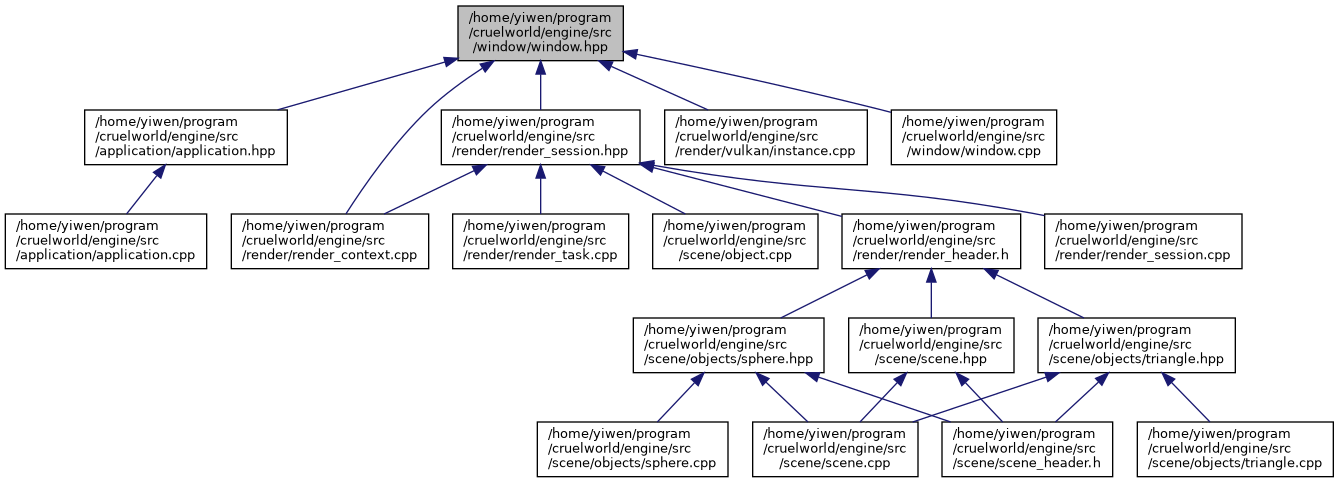 /home/yiwen/program
/cruelworld/engine/src
/window/window.hpp
/home/yiwen/program
/cruelworld/engine/src
/application/application.hpp
/home/yiwen/program
/cruelworld/engine/src
/render/render_session.hpp
/home/yiwen/program
/cruelworld/engine/src
/render/vulkan/instance.cpp
/home/yiwen/program
/cruelworld/engine/src
/window/window.cpp
/home/yiwen/program
/cruelworld/engine/src
/application/application.cpp
/home/yiwen/program
/cruelworld/engine/src
/render/render_context.cpp
/home/yiwen/program
/cruelworld/engine/src
/render/render_task.cpp
/home/yiwen/program
/cruelworld/engine/src
/scene/object.cpp
/home/yiwen/program
/cruelworld/engine/src
/render/render_header.h
/home/yiwen/program
/cruelworld/engine/src
/render/render_session.cpp
/home/yiwen/program
/cruelworld/engine/src
/scene/objects/sphere.hpp
/home/yiwen/program
/cruelworld/engine/src
/scene/scene.hpp
/home/yiwen/program
/cruelworld/engine/src
/scene/objects/triangle.hpp
/home/yiwen/program
/cruelworld/engine/src
/scene/objects/sphere.cpp
/home/yiwen/program
/cruelworld/engine/src
/scene/scene.cpp
/home/yiwen/program
/cruelworld/engine/src
/scene/scene_header.h
/home/yiwen/program
/cruelworld/engine/src
/scene/objects/triangle.cpp